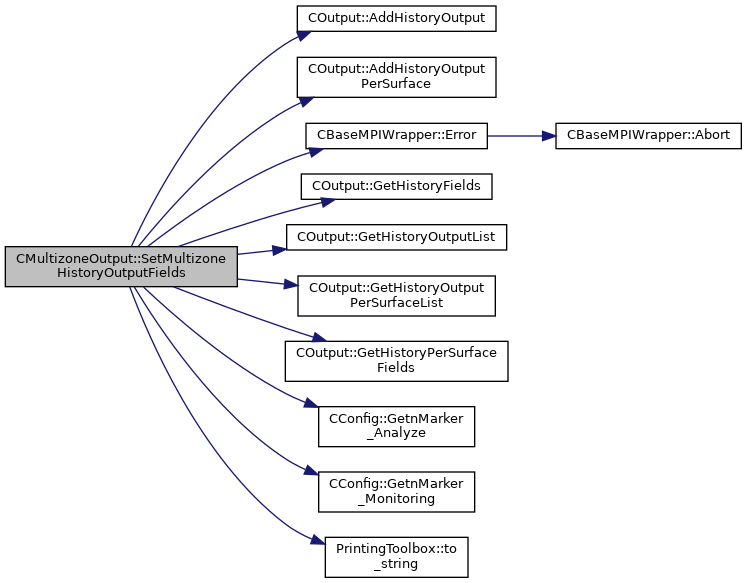 COutput::AddHistoryOutput
COutput::AddHistoryOutput
PerSurface
CBaseMPIWrapper::Error
CBaseMPIWrapper::Abort
COutput::GetHistoryFields
COutput::GetHistoryOutputList
CMultizoneOutput::SetMultizone
HistoryOutputFields
COutput::GetHistoryOutput
PerSurfaceList
COutput::GetHistoryPerSurface
Fields
CConfig::GetnMarker
_Analyze
CConfig::GetnMarker
_Monitoring
PrintingToolbox::to
_string